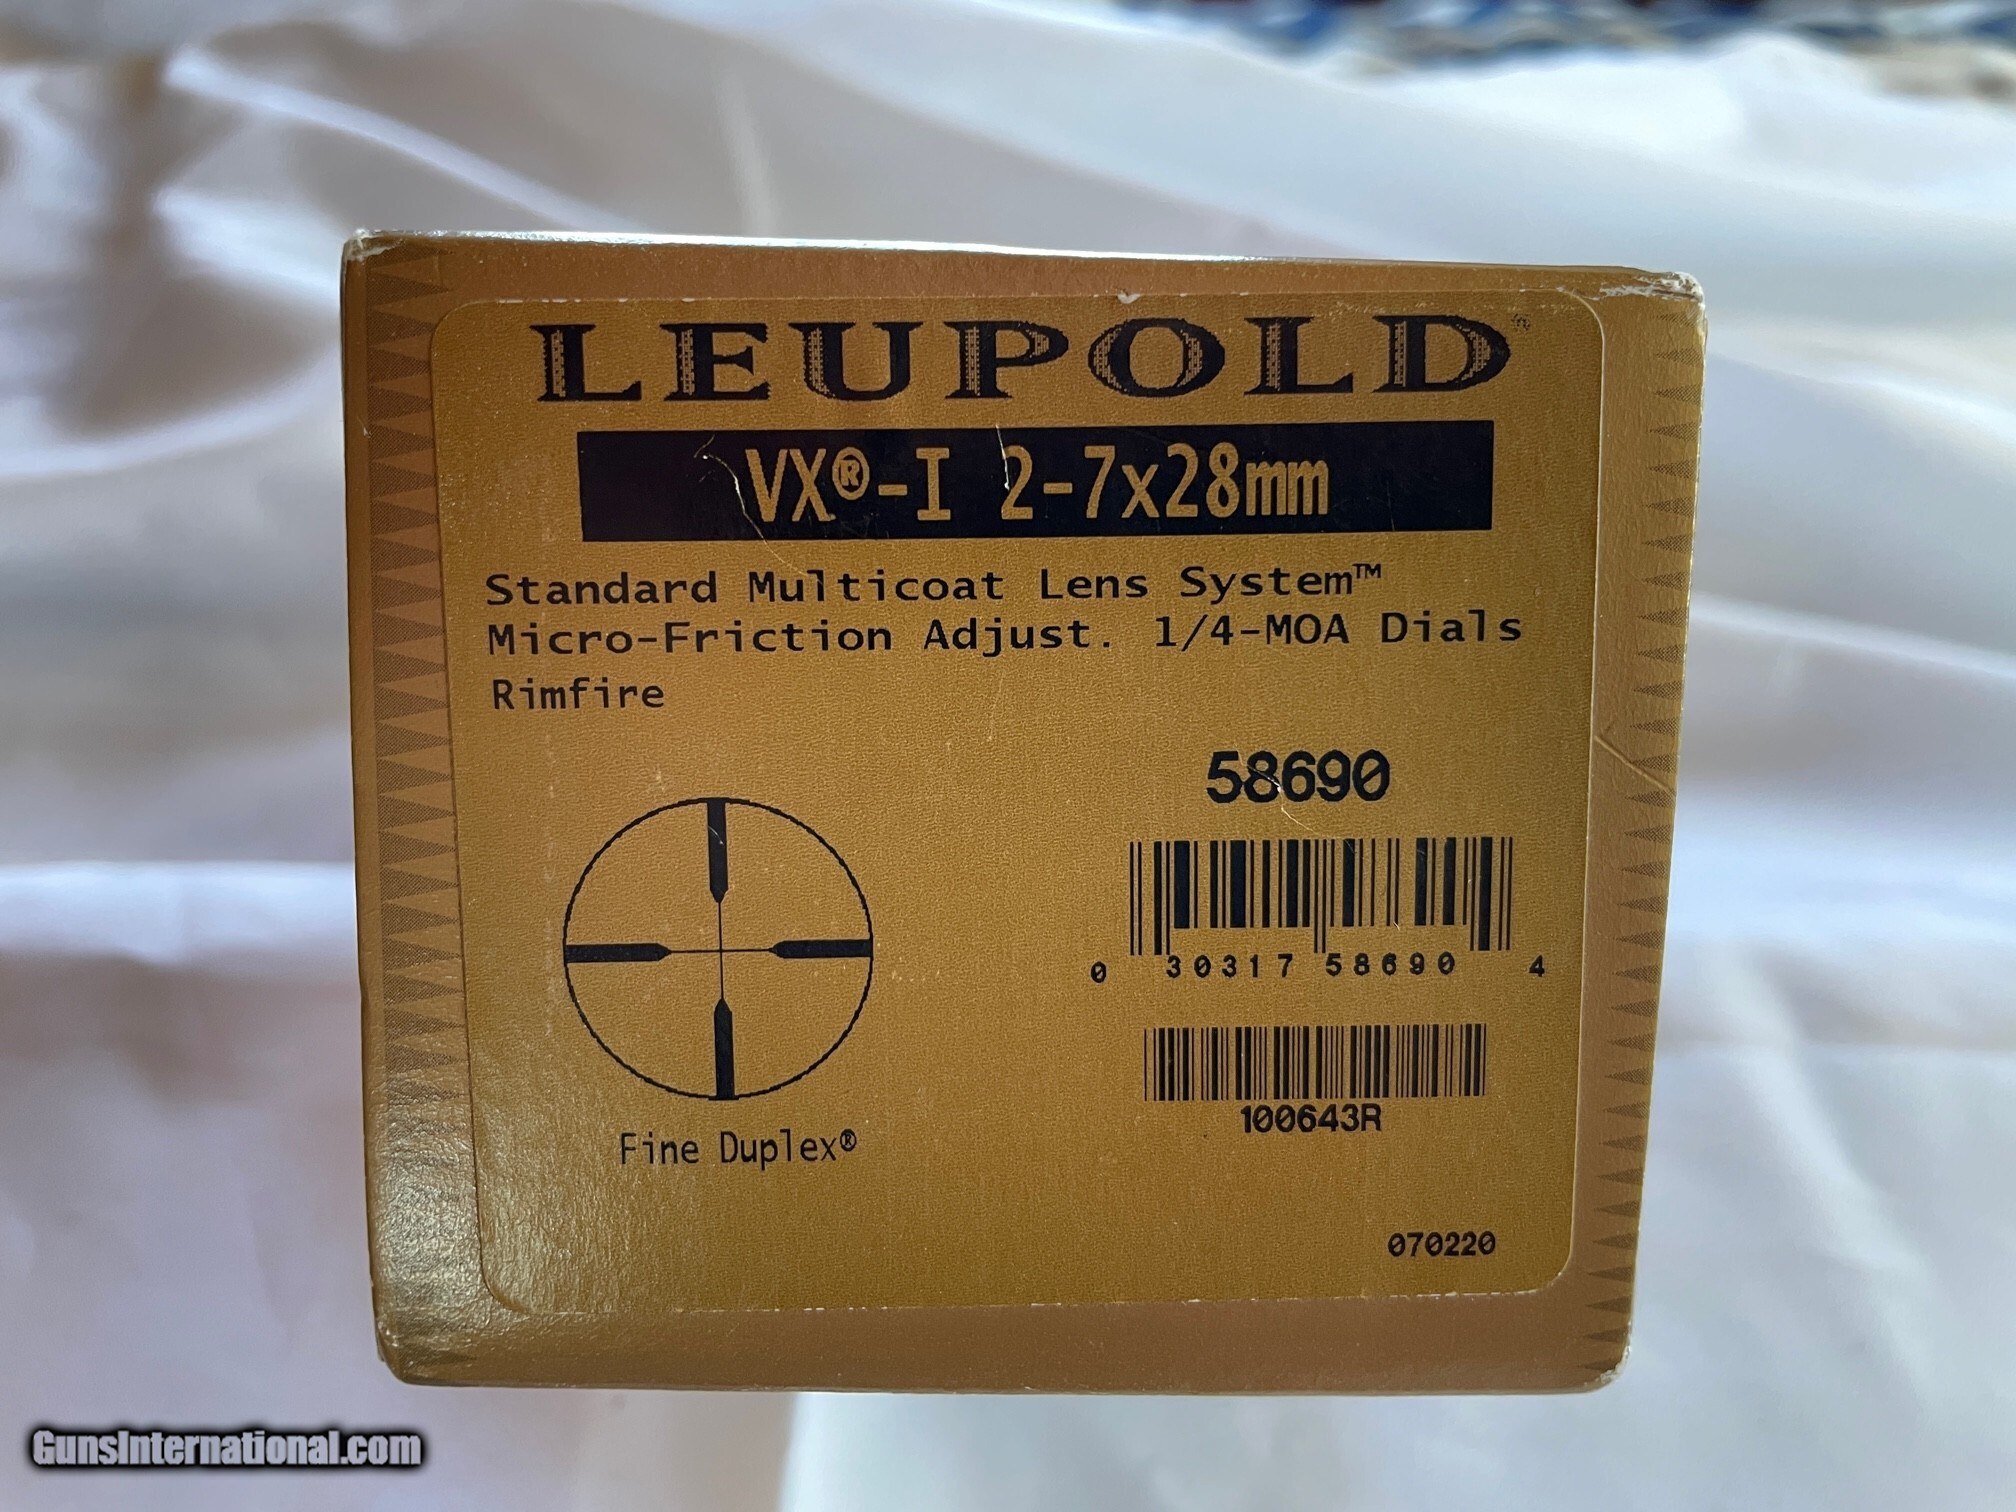 LEUPOLD®
VX®-I 2-7x28mm
Standard Multicoat Lens System™
Micro-Friction Adjust. 1/4-MOA Dials
Rimfire
58690
0 30317 58690 4
100643R
Fine Duplex®
070220
GunsInternational.com